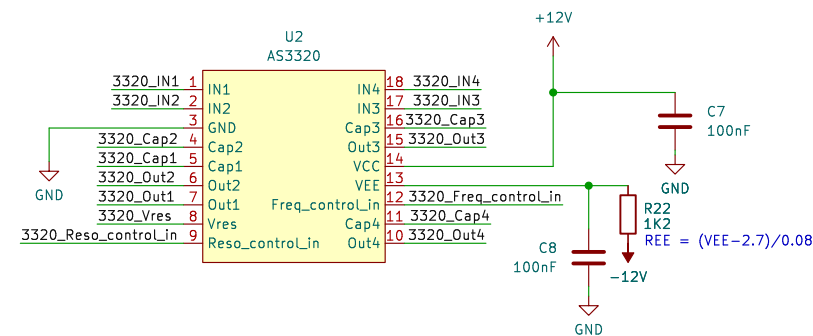 +12V
U2
AS3320
3320_IN1 1 IN1 IN4 18 3320_IN4
3320_IN2 2 IN2 IN3 17 3320_IN3
3 GND Cap3 16 3320_Cap3
3320_Cap2 4 Cap2 Out3 15 3320_Out3
3320_Cap1 5 Cap1 VCC 14
3320_Out2 6 Out2 VEE 13
3320_Out1 7 Out1 Freq_control_in 12 3320_Freq_control_in
3320_Vres 8 Vres Cap4 11 3320_Cap4
3320_Reso_control_in 9 Reso_control_in Out4 10 3320_Out4
GND
C7
100nF
GND
R22
1K2
REE = (VEE-2.7)/0.08
C8
100nF
-12V
GND